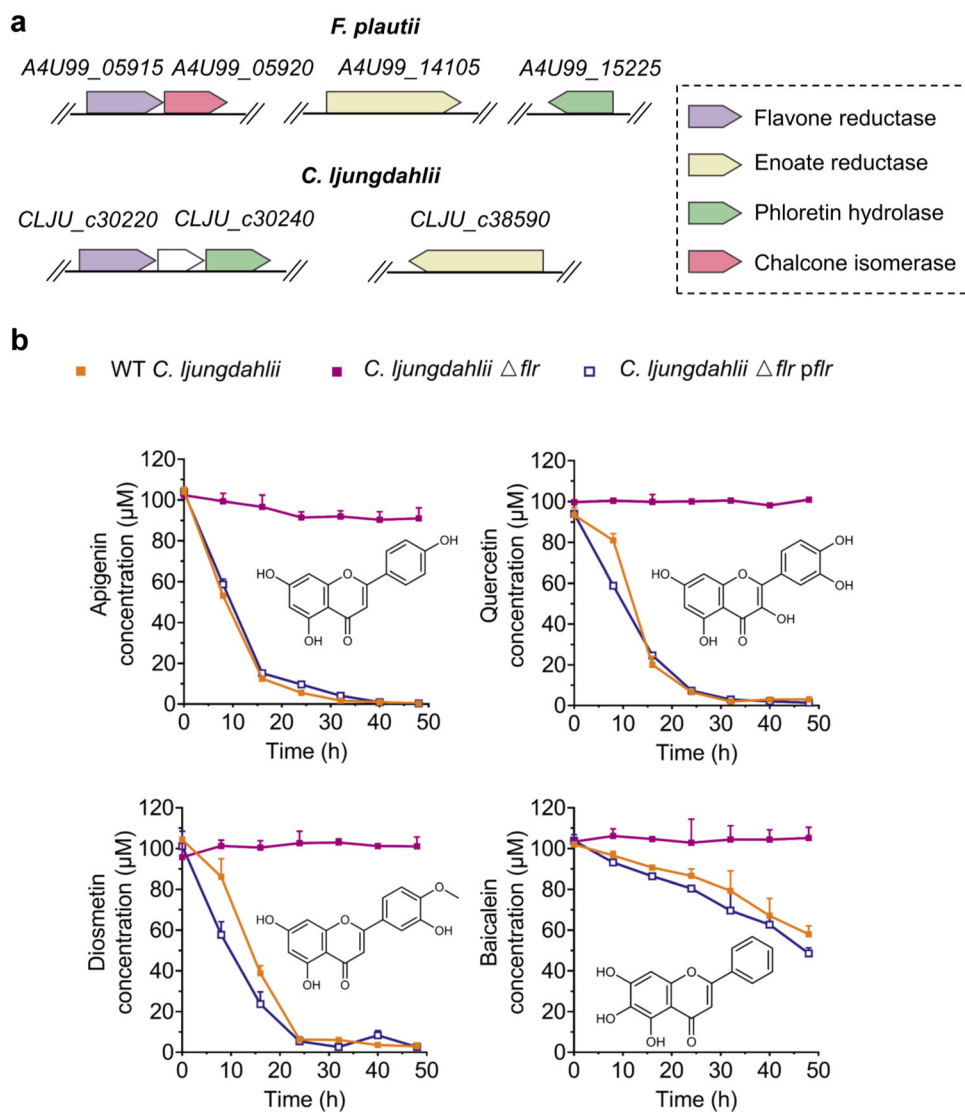 a
F. plautii
A4U99_05915 A4U99_05920 A4U99_14105 A4U99_15225
C. ljungdahlii
CLJU_c30220 CLJU_c30240 CLJU_c38590
Flavone reductase
Enoate reductase
Phloretin hydrolase
Chalcone isomerase
b
WT C. ljungdahlii C. ljungdahlii △flr C. ljungdahlii △flr pflr
Apigenin
concentration (µM)
120
100
80
60
40
20
0
0 10 20 30 40 50
Time (h)
OH
HO
O
OH
O
Quercetin
concentration (µM)
120
100
80
60
40
20
0
0 10 20 30 40 50
Time (h)
OH
HO
O
OH
OH
OH
O
Diosmetin
concentration (µM)
120
100
80
60
40
20
0
0 10 20 30 40 50
Time (h)
O
HO
O
OH
OH
O
Baicalein
concentration (µM)
120
100
80
60
40
20
0
0 10 20 30 40 50
Time (h)
HO
O
HO
OH
O